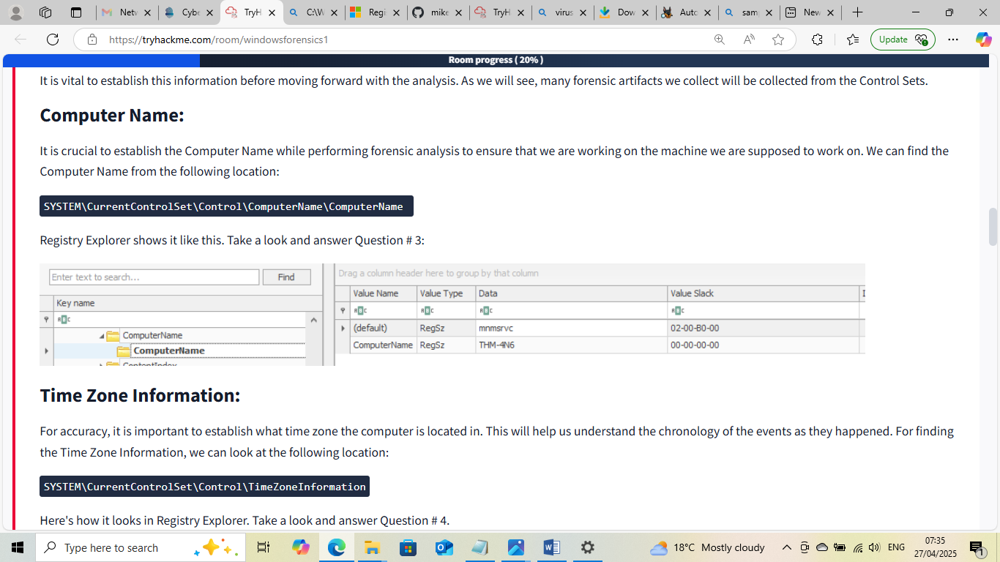 Netw
Cybe
TryH
C:\W
Regi
mike
TryH
virus
Dow
Auto
sam
New
https://tryhackme.com/room/windowsforensics1
Update
Room progress ( 20% )
It is vital to establish this information before moving forward with the analysis. As we will see, many forensic artifacts we collect will be collected from the Control Sets.
Computer Name:
It is crucial to establish the Computer Name while performing forensic analysis to ensure that we are working on the machine we are supposed to work on. We can find the
Computer Name from the following location:
SYSTEM\CurrentControlSet\Control\ComputerName\ComputerName
Registry Explorer shows it like this. Take a look and answer Question # 3:
Enter text to search... Find
Drag a column header here to group by that column
Key name
Value Name Value Type Data Value Slack
(default) RegSz mnmsrvc 02-00-B0-00
ComputerName RegSz THM-4N6 00-00-00-00
ComputerName
ComputerName
ContentIndex
Time Zone Information:
For accuracy, it is important to establish what time zone the computer is located in. This will help us understand the chronology of the events as they happened. For finding
the Time Zone Information, we can look at the following location:
SYSTEM\CurrentControlSet\Control\TimeZoneInformation
Here's how it looks in Registry Explorer. Take a look and answer Question # 4.
Type here to search
18°C Mostly cloudy
ENG
07:35
27/04/2025
1